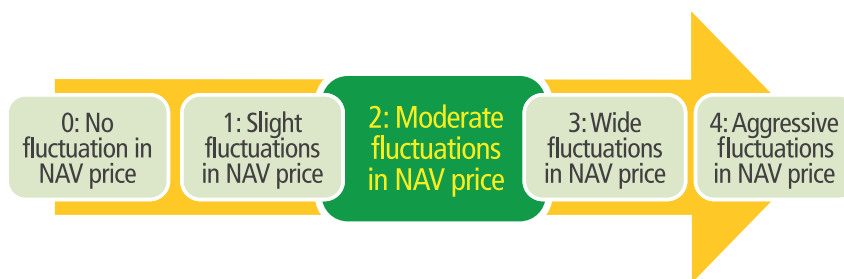 0: No
fluctuation in
NAV price
1: Slight
fluctuations
in NAV price
2: Moderate
fluctuations
in NAV price
3: Wide
fluctuations
in NAV price
4: Aggressive
fluctuations
in NAV price